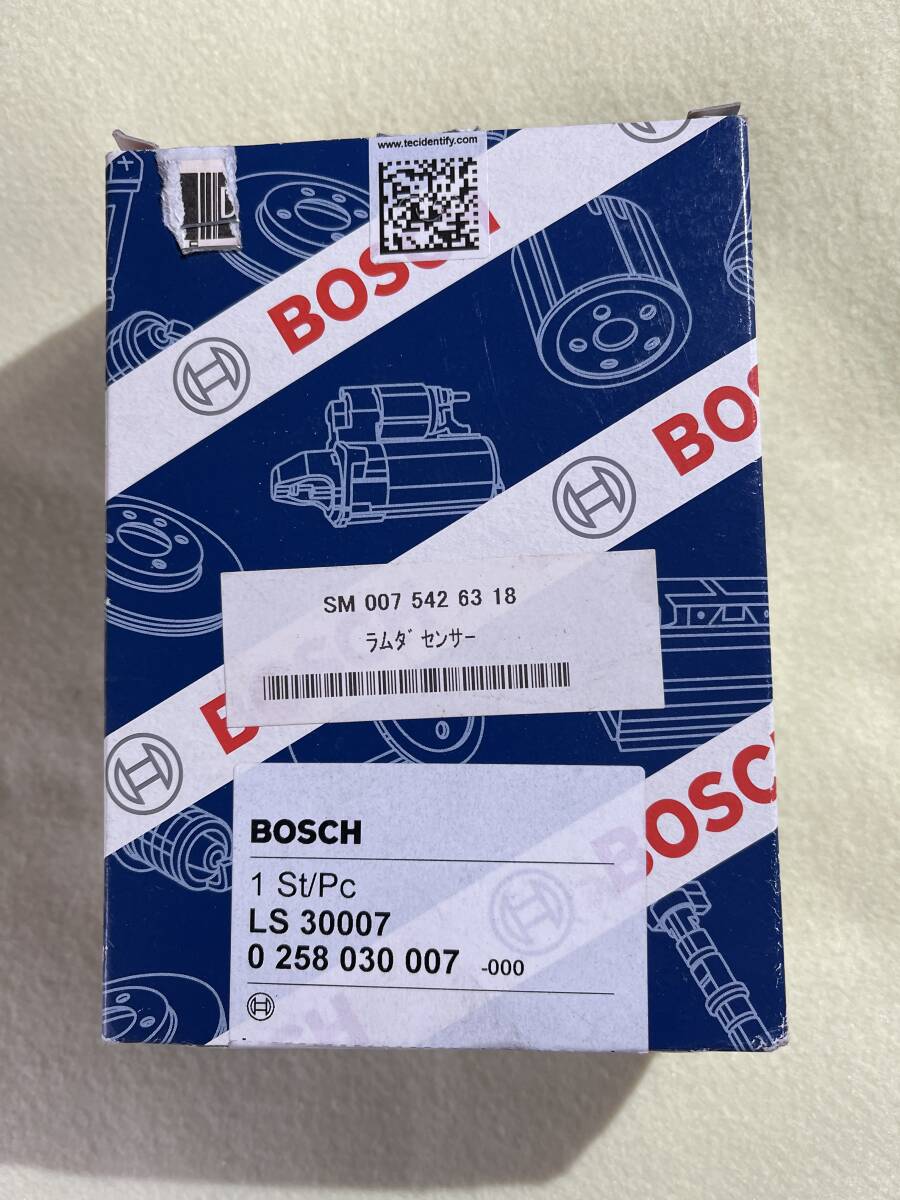 www.tecidentify.com
BOSCH
BOSCH
SM 007 542 63 18
ラムダ センサー
BOSCH
BOSCH
BOSCH
1 St/Pc
LS 30007
0 258 030 007 -000